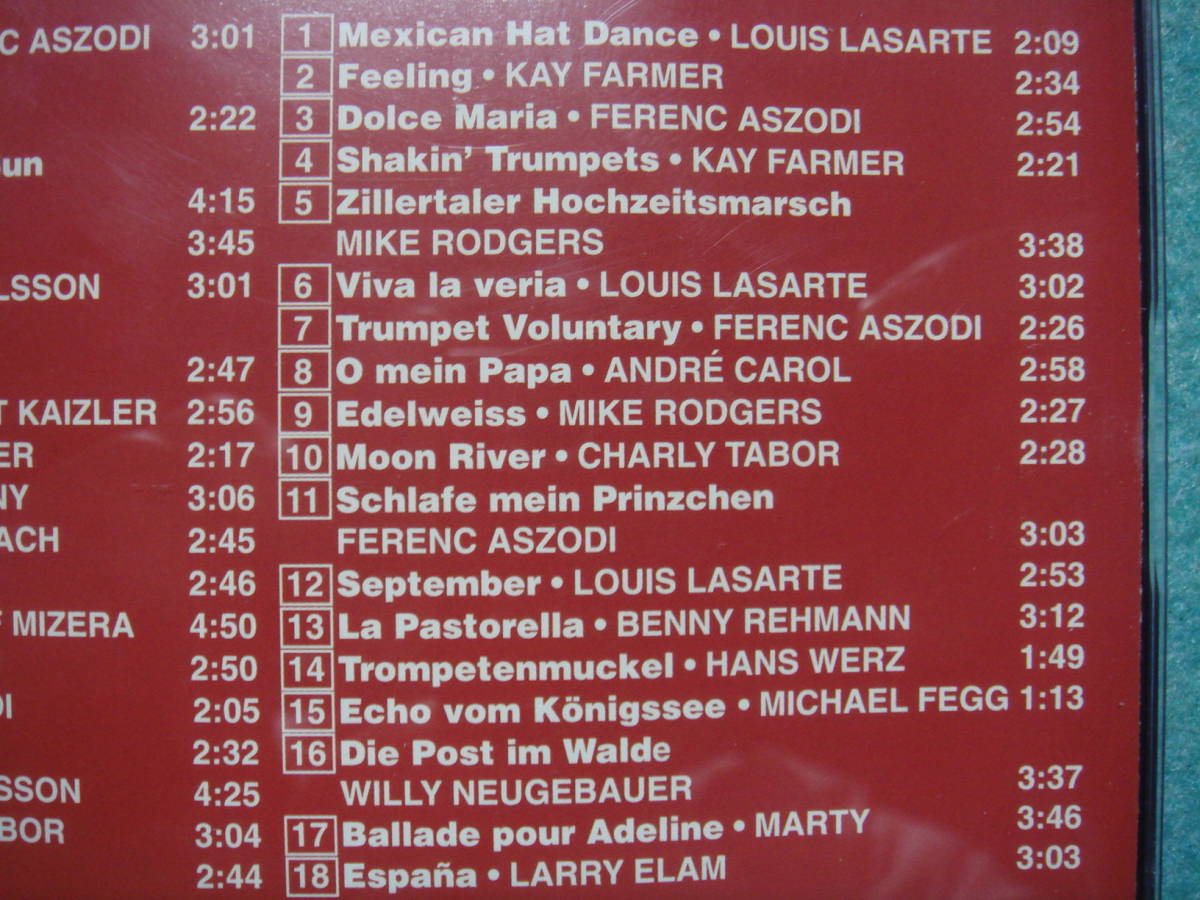 ASZODI 3:01
2:22
4:15
3:45
3:01
2:47
KAIZLER 2:56
2:17
3:06
2:45
2:46
MIZERA 4:50
2:50
2:05
2:32
4:25
3:04
2:44
1 Mexican Hat Dance • LOUIS LASARTE 2:09
2 Feeling • KAY FARMER 2:34
3 Dolce Maria • FERENC ASZODI 2:54
4 Shakin' Trumpets • KAY FARMER 2:21
5 Zillertaler Hochzeitsmarsch
MIKE RODGERS 3:38
6 Viva la veria • LOUIS LASARTE 3:02
7 Trumpet Voluntary • FERENC ASZODI 2:26
8 O mein Papa • ANDRÉ CAROL 2:58
9 Edelweiss • MIKE RODGERS 2:27
10 Moon River • CHARLY TABOR 2:28
11 Schlafe mein Prinzchen
FERENC ASZODI 3:03
12 September • LOUIS LASARTE 2:53
13 La Pastorella • BENNY REHMANN 3:12
14 Trompetenmuckel • HANS WERZ 1:49
15 Echo vom Königssee • MICHAEL FEGG 1:13
16 Die Post im Walde
WILLY NEUGEBAUER 3:37
17 Ballade pour Adeline • MARTY 3:46
18 España • LARRY ELAM 3:03